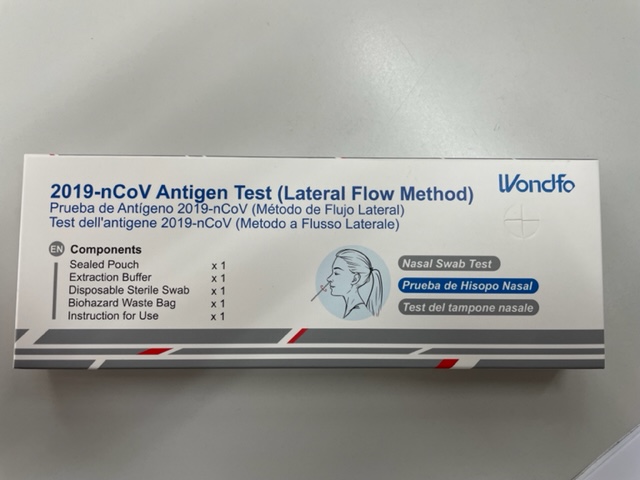 2019-nCoV Antigen Test (Lateral Flow Method)
Prueba de Antígeno 2019-nCoV (Método de Flujo Lateral)
Test dell'antigene 2019-nCoV (Metodo a Flusso Laterale)
Wondfo
EN Components
Sealed Pouch x 1
Extraction Buffer x 1
Disposable Sterile Swab x 1
Biohazard Waste Bag x 1
Instruction for Use x 1
Nasal Swab Test
Prueba de Hisopo Nasal
Test del tampone nasale